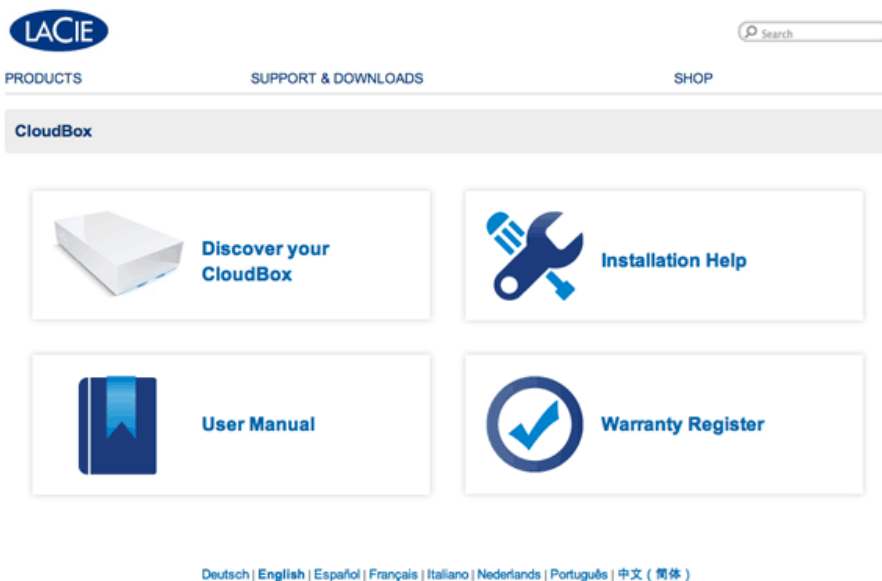 LACIE
Search
PRODUCTS SUPPORT & DOWNLOADS SHOP
CloudBox
Discover your
CloudBox
Installation Help
User Manual
Warranty Register
Deutsch | English | Español | Français | Italiano | Nederlands | Português | 中文 (简体 )